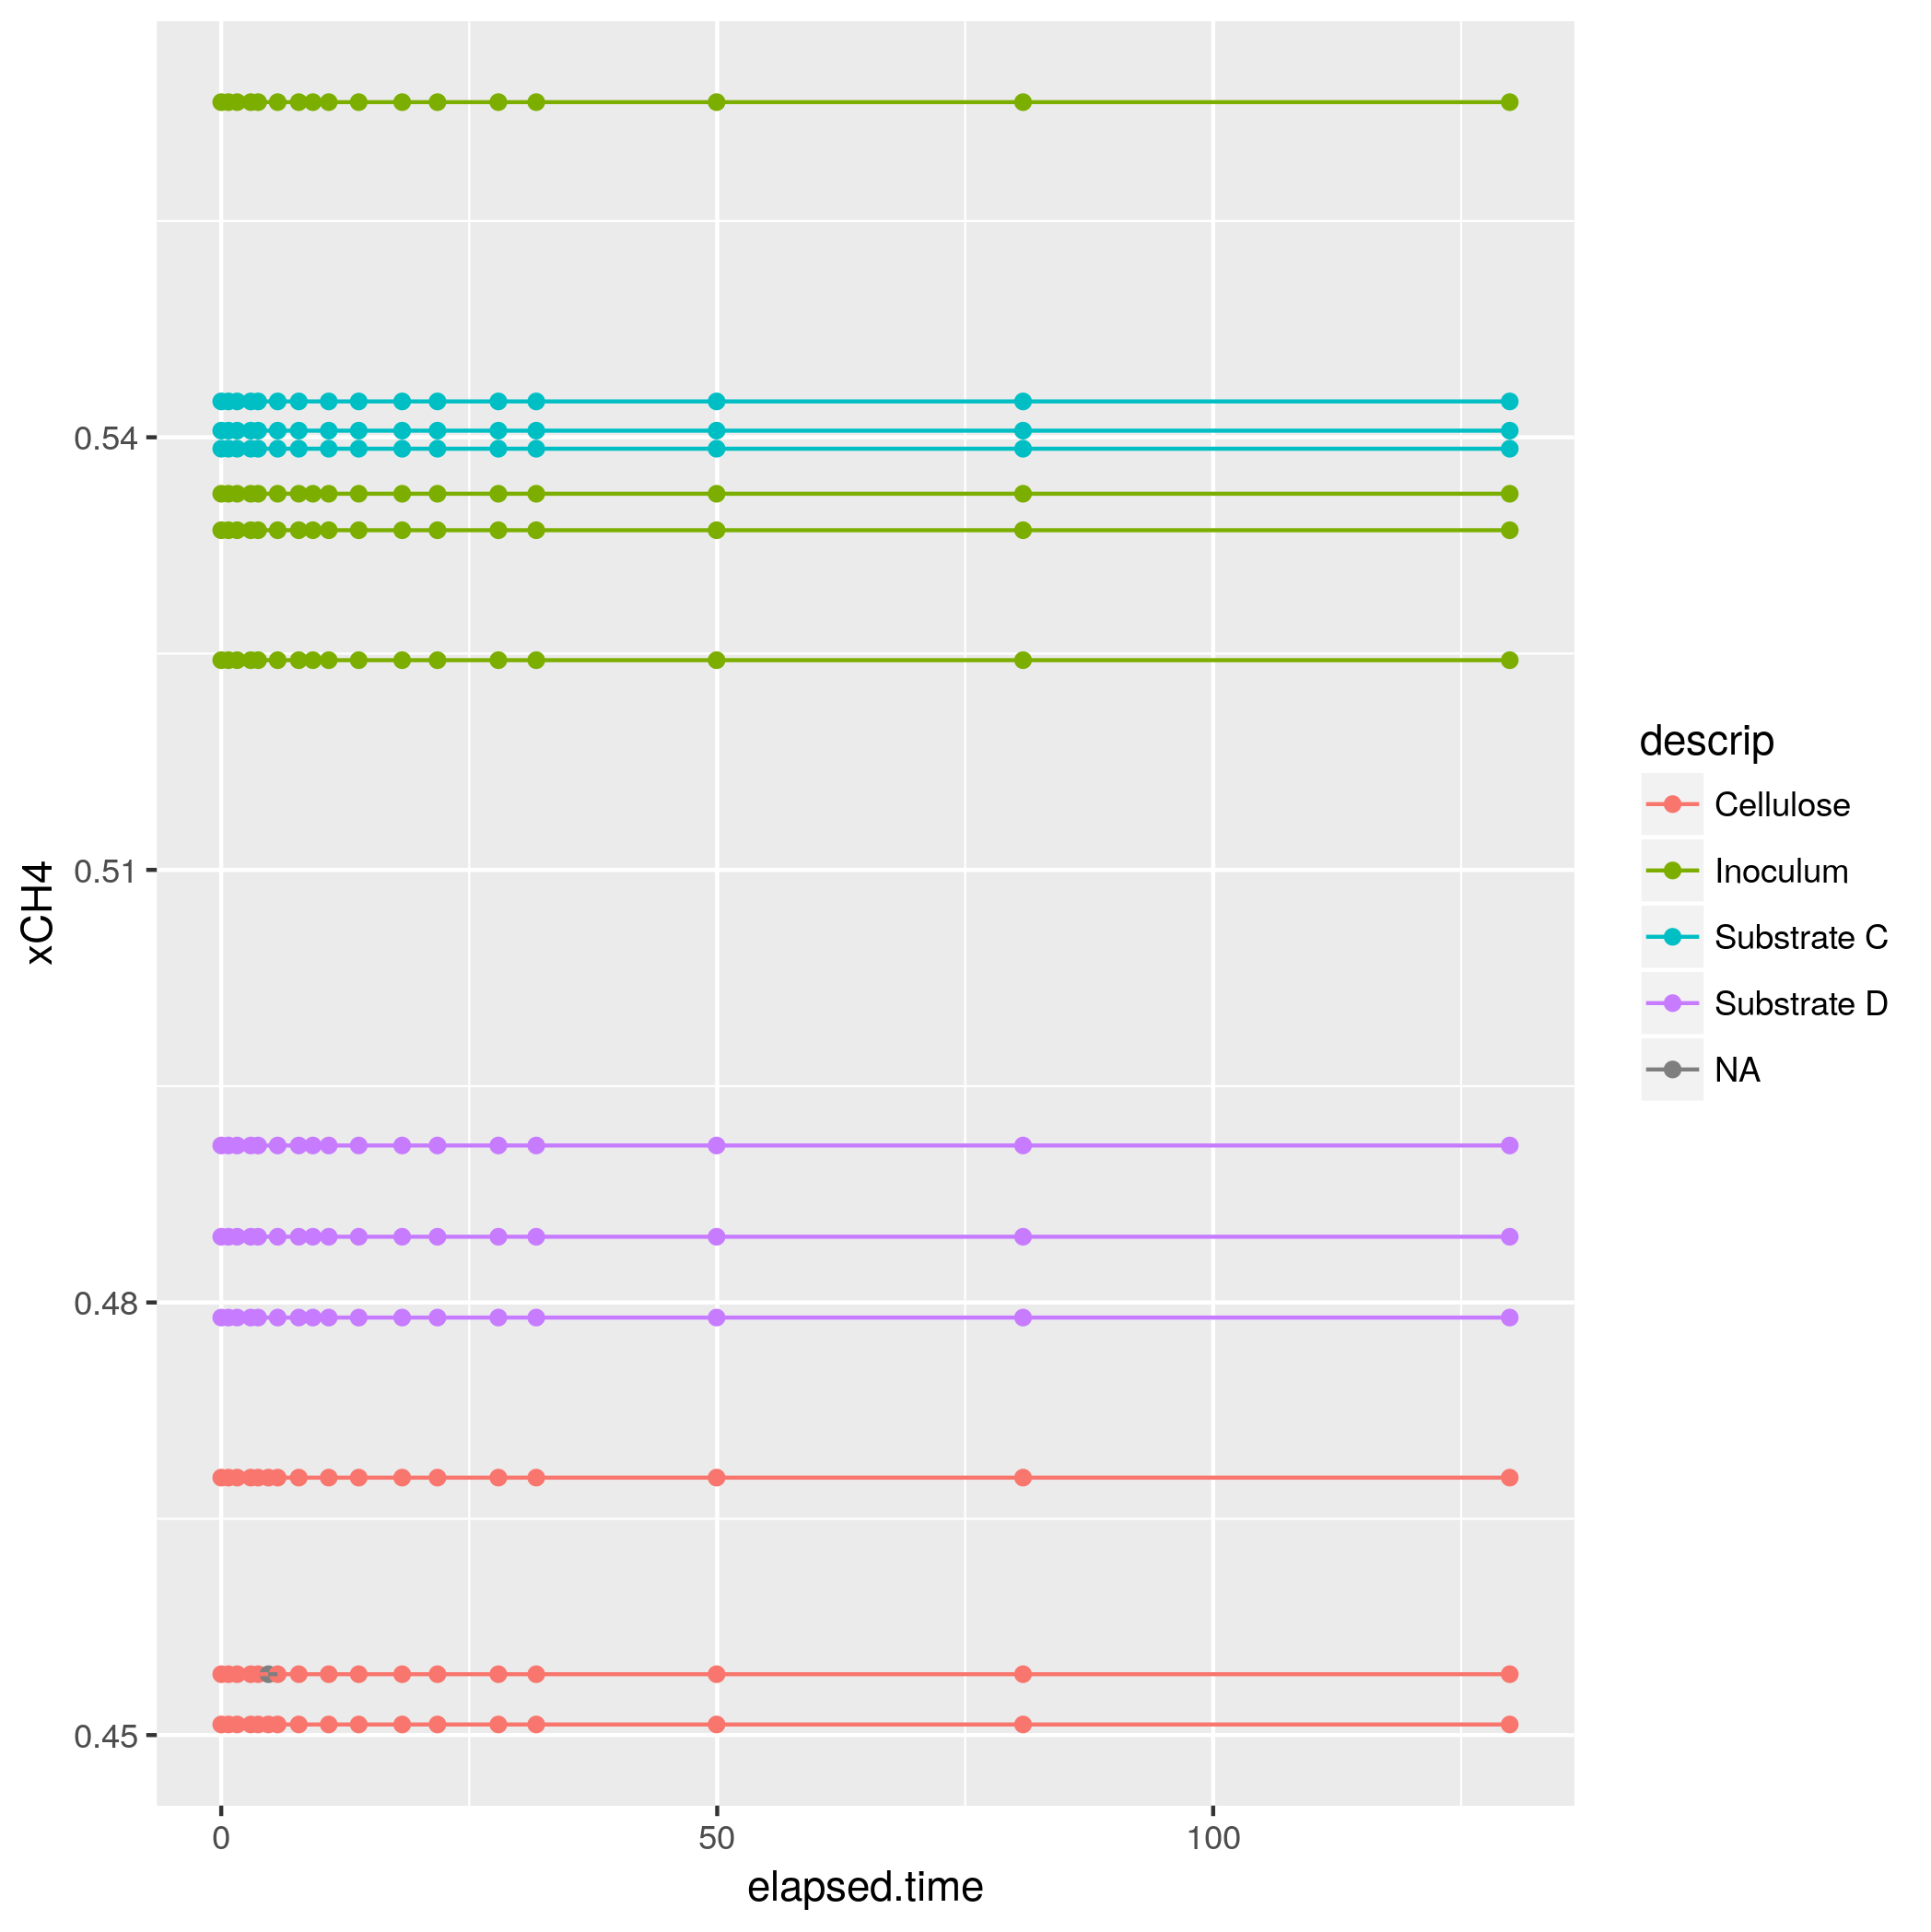 xCH4
0.54
0.51
0.48
0.45
0
50
100
elapsed.time
descrip
Cellulose
Inoculum
Substrate C
Substrate D
NA